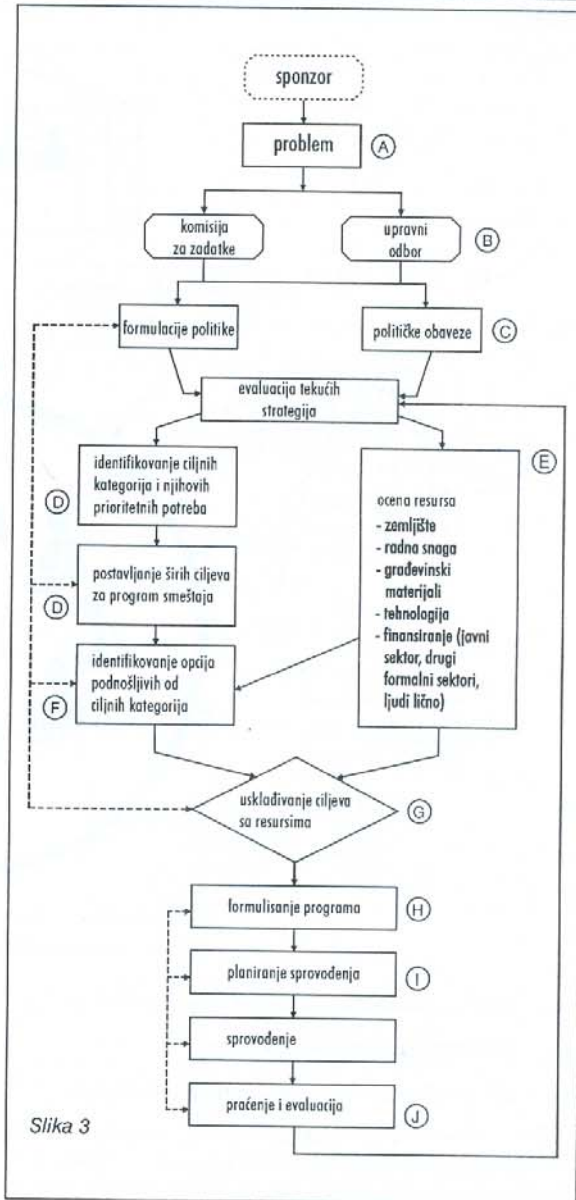 sponzor
problem
A
komisija
za zadatke
upravni
odbor
B
formulacije politike
političke obaveze
C
evaluacija tekućih
strategija
identifikovanje ciljnih
kategorija i njihovih
prioritetnih potreba
D
E
ocena resursa
- zemljište
- radna snaga
- građevinski
materijali
- tehnologija
- finansiranje (javni
sektor, drugi
formalni sektori,
ljudi lično)
postavljanje širih ciljeva
za program smeštaja
D
identifikovanje opcija
podnošljivih od
ciljnih kategorija
F
usklađivanje ciljeva
sa resursima
G
formulisanje programa
H
planiranje sprovođenja
I
sprovođenje
praćenje i evaluacija
J
Slika 3